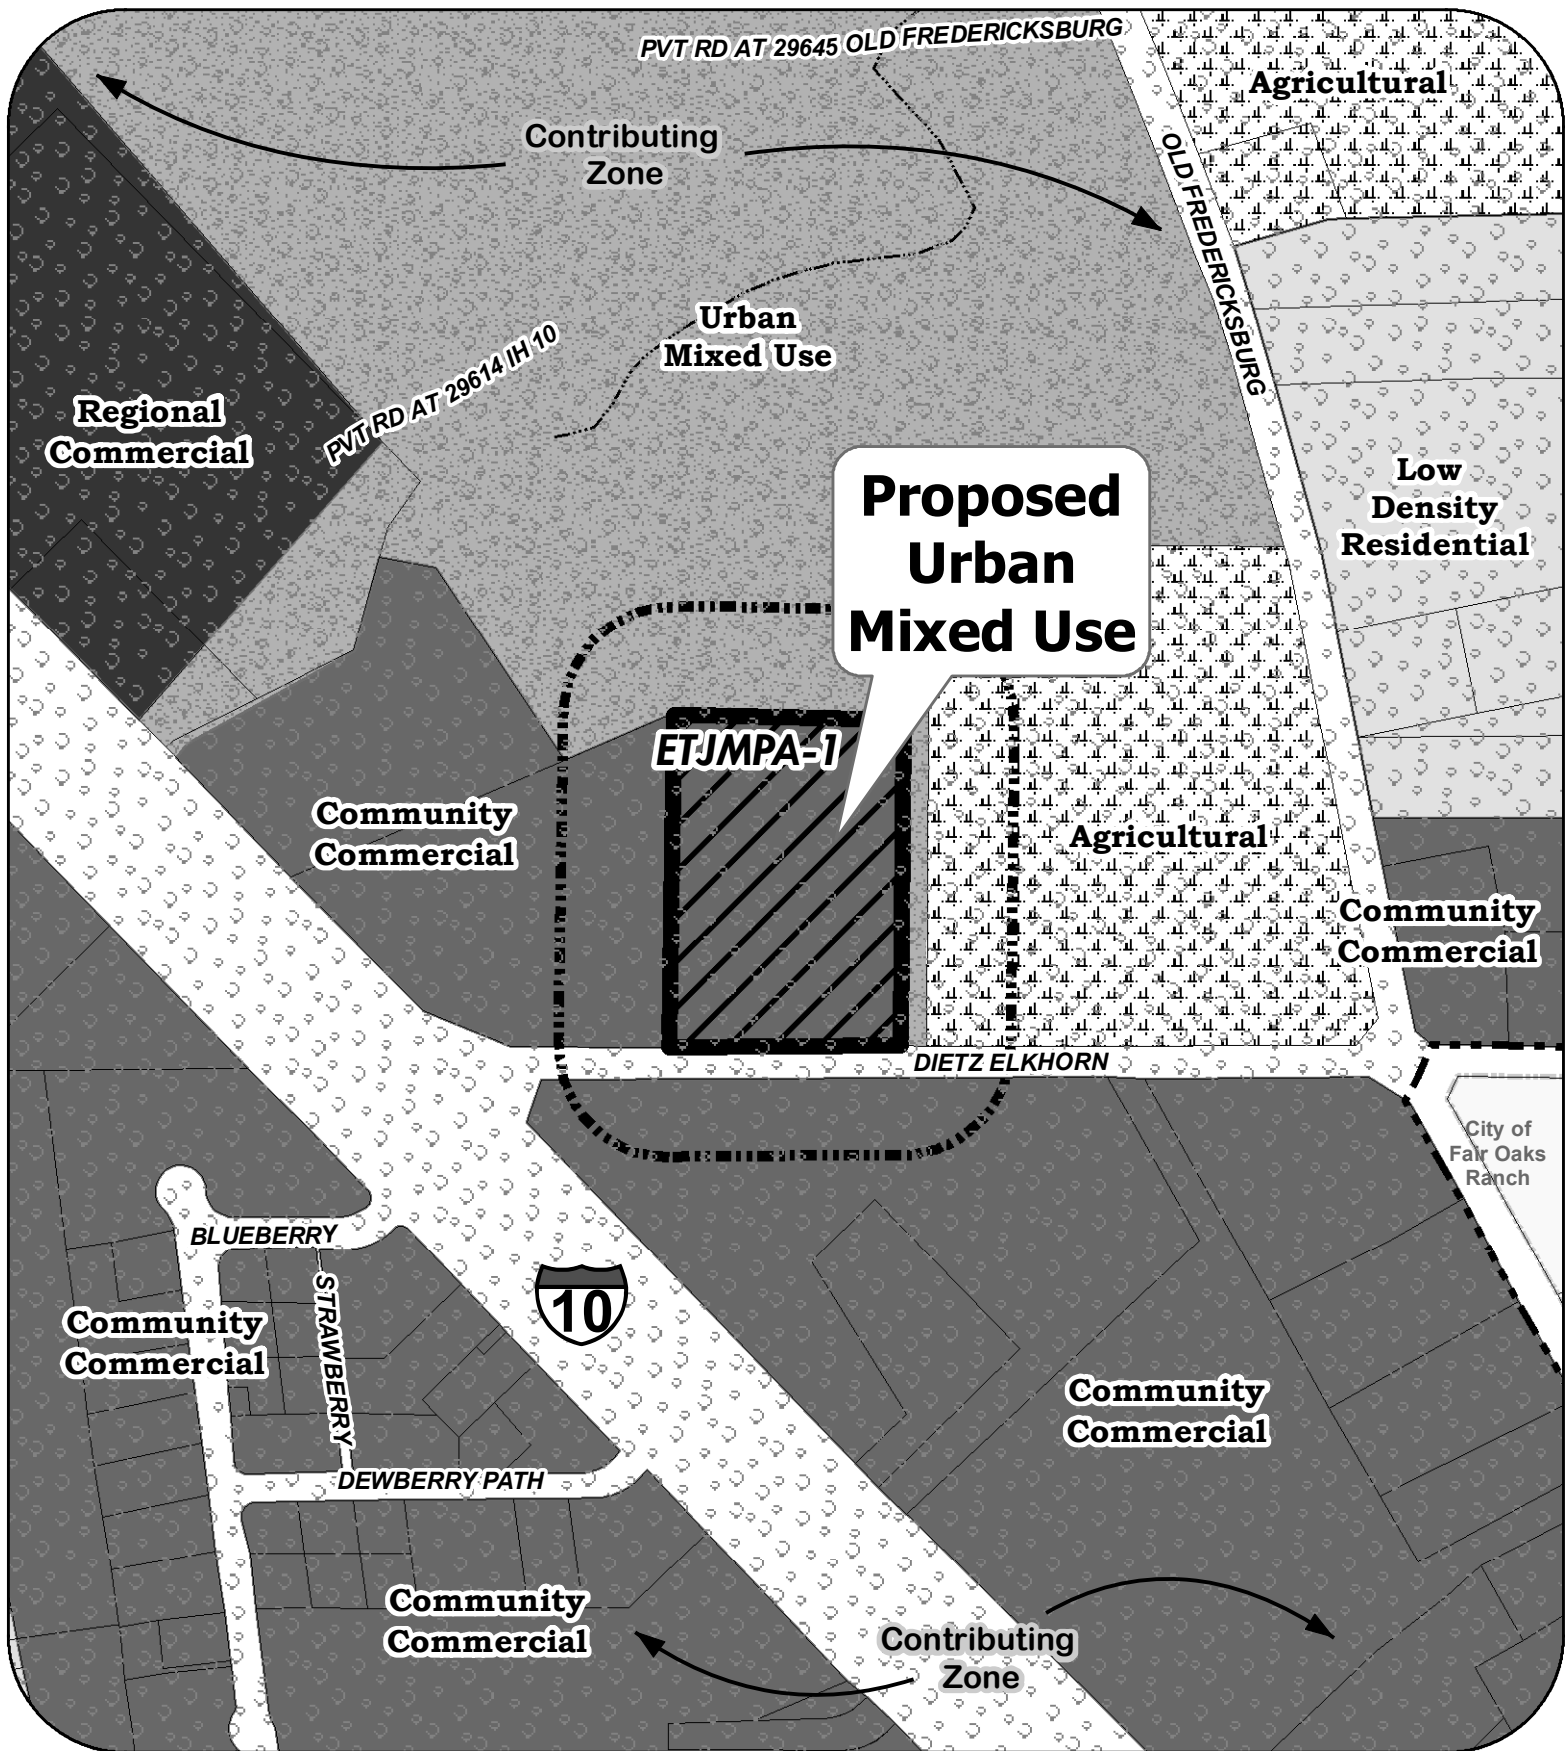 PVT RD AT 29645 OLD FREDERICKSBURG
Agricultural
Contributing
Zone
OLD FREDERICKSBURG
Urban
Mixed Use
PVT RD AT 29614 IH 10
Regional
Commercial
Low
Density
Residential
Proposed
Urban
Mixed Use
ETJMPA-1
Community
Commercial
Agricultural
Community
Commercial
DIETZ ELKHORN
City of
Fair Oaks
Ranch
BLUEBERRY
STRAWBERRY
10
Community
Commercial
Community
Commercial
DEWBERRY PATH
Community
Commercial
Contributing
Zone